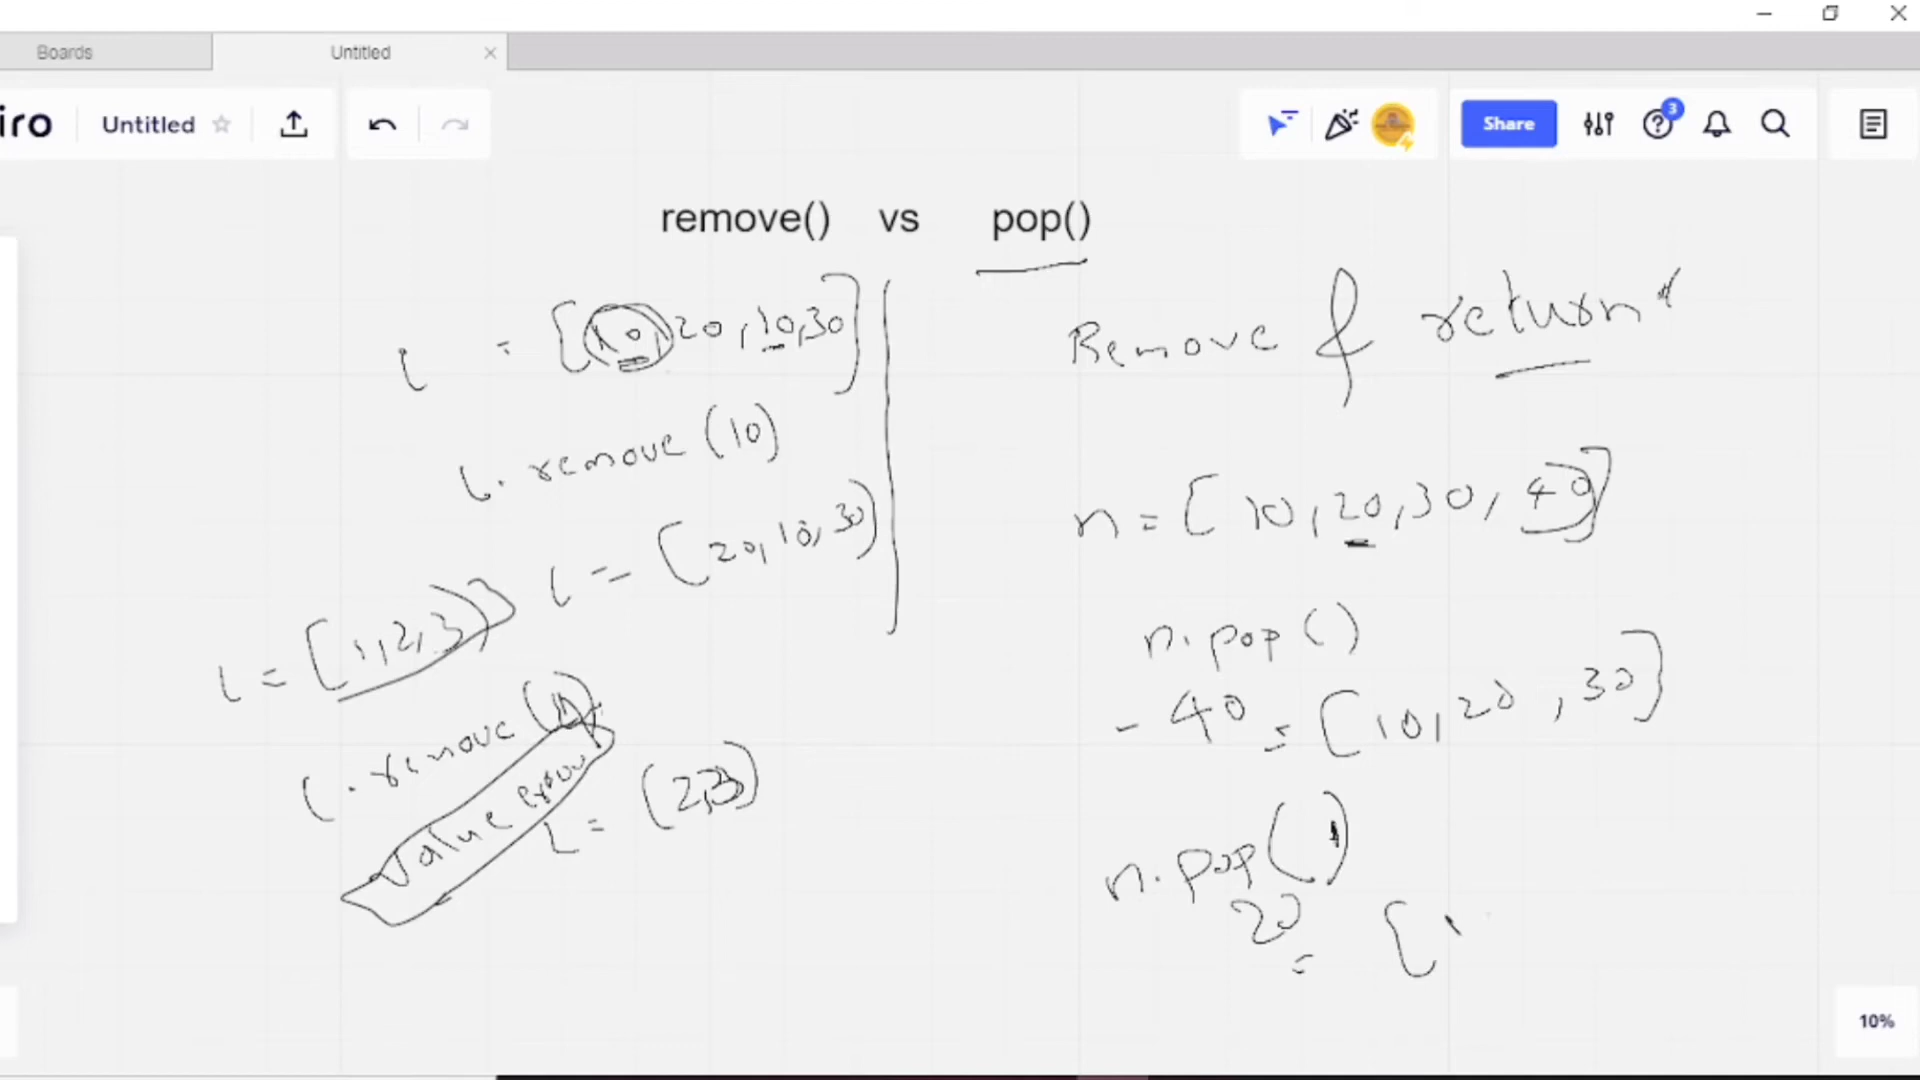 Boards
Untitled
iro
Untitled
Share
3
remove() vs pop()
l = [10, 20, 10, 30]
l. remove (10)
l = [20, 10, 30]
l = [1, 2, 3]
l. remove
Value error
l = [2, 3]
Remove & return
n = [ 10, 20, 30, 40]
n. pop ()
- 40 = [10, 20, 30]
n. pop (1)
20
= [ 1
10%